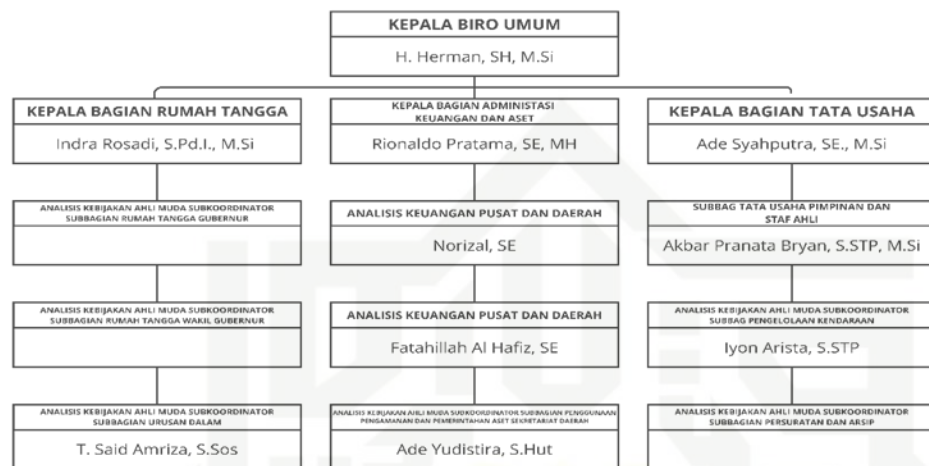 KEPALA BIRO UMUM
H. Herman, SH, M.Si
KEPALA BAGIAN RUMAH TANGGA
Indra Rosadi, S.Pd.I., M.Si
KEPALA BAGIAN ADMINISTASI
KEUANGAN DAN ASET
Rionaldo Pratama, SE, MH
KEPALA BAGIAN TATA USAHA
Ade Syahputra, SE., M.Si
ANALISIS KEBIJAKAN AHLI MUDA SUBKOORDINATOR
SUBBAGIAN RUMAH TANGGA GUBERNUR
ANALISIS KEUANGAN PUSAT DAN DAERAH
Norizal, SE
SUBBAG TATA USAHA PIMPINAN DAN
STAF AHLI
Akbar Pranata Bryan, S.STP, M.Si
ANALISIS KEBIJAKAN AHLI MUDA SUBKOORDINATOR
SUBBAGIAN RUMAH TANGGA WAKIL GUBERNUR
ANALISIS KEUANGAN PUSAT DAN DAERAH
Fatahillah Al Hafiz, SE
ANALISIS KEBIJAKAN AHLI MUDA SUBKOORDINATOR
SUBBAG PENGELOLAAN KENDARAAN
Iyon Arista, S.STP
ANALISIS KEBIJAKAN AHLI MUDA SUBKOORDINATOR
SUBBAGIAN URUSAN DALAM
T. Said Amriza, S.Sos
ANALISIS KEBIJAKAN AHLI MUDA SUBKOORDINATOR SUBBAGIAN PENGGUNAAN
PENGAMANAN DAN PEMERINTAHAN ASET SEKRETARIAT DAERAH
Ade Yudistira, S.Hut
ANALISIS KEBIJAKAN AHLI MUDA SUBKOORDINATOR
SUBBAGIAN PERSURATAN DAN ARSIP